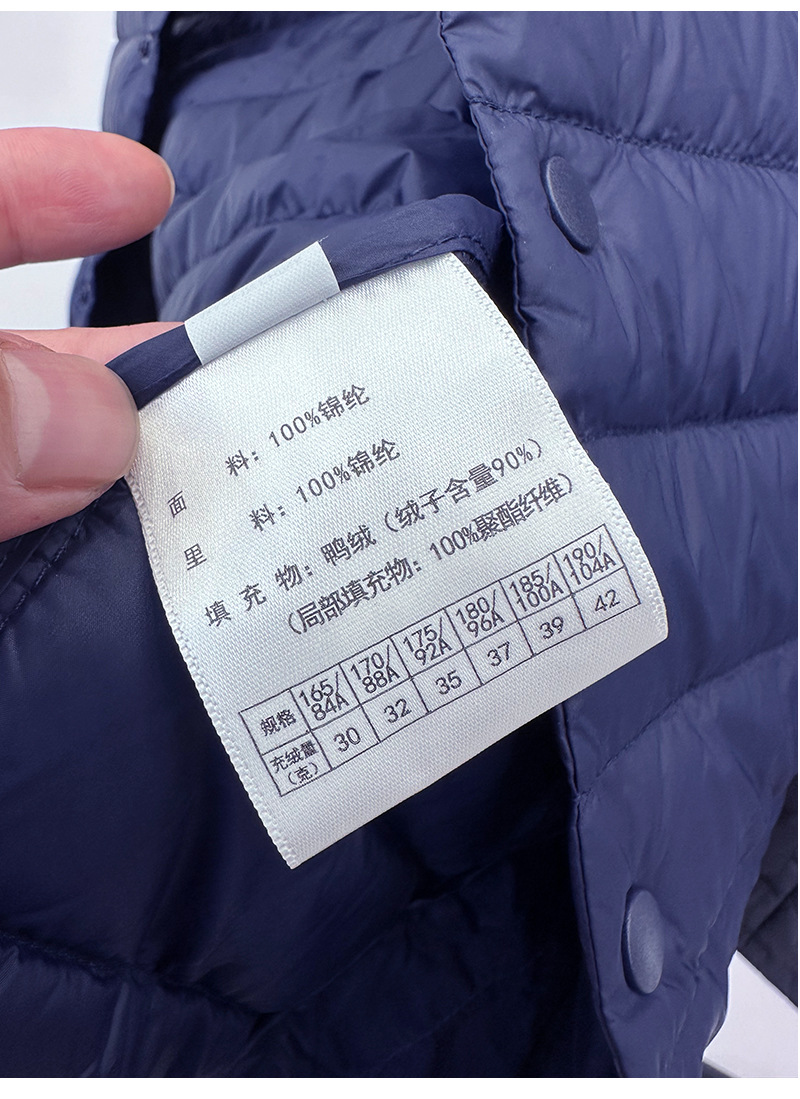 面 料：100%锦纶
里 料：100%锦纶
填 充 物：鸭绒（绒子含量90%）
（局部填充物：100%聚酯纤维）
规格 165/84A 170/88A 175/92A 180/96A 185/100A 190/104A
充绒量（克） 30 32 35 37 39 42